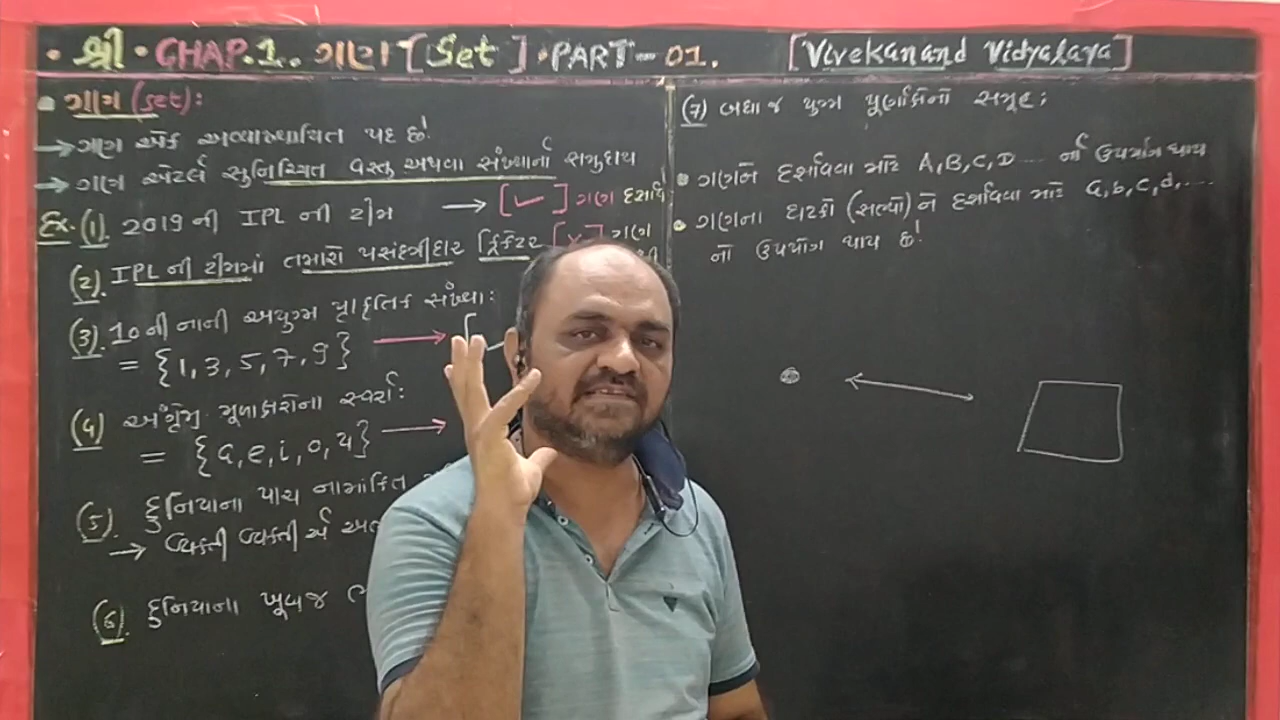 • શ્રી • CHAP.1. ગણ [Set] • PART - 01. [Vivekanand Vidyalaya]
• ગણ (Set):
→ ગણ એક અવ્યાખ્યાયિત પદ છે!
→ ગણ એટલે સુનિશ્ચિત વસ્તુ અથવા સંખ્યાનો સમુદાય
Ex. (1). 2019 ની IPL ની ટીમ → [✓] ગણ દર્શાવે
(2). IPL ની ટીમમાં તમારો પસંદગીદાર ક્રિકેટર [x] ગણ
(3). 10 ની નાની અયુગ્મ પ્રાકૃતિક સંખ્યા:
= {1, 3, 5, 7, 9} → [
(4) અંગ્રેજી મૂળાક્ષરોના સ્વરો:
= {a, e, i, o, u} →
(5). દુનિયાના પાંચ નામાંકિત
→ વ્યક્તી વ્યક્તી એ
(6). દુનિયાના ખૂબજ
(7) બધા જ યુગ્મ પૂર્ણાંકોનો સમૂહ:
• ગણને દર્શાવવા માટે A, B, C, D ... નો ઉપયોગ થાય
• ગણના ઘટકો (સભ્યો) ને દર્શાવવા માટે a, b, c, d, ....
નો ઉપયોગ થાય છે!